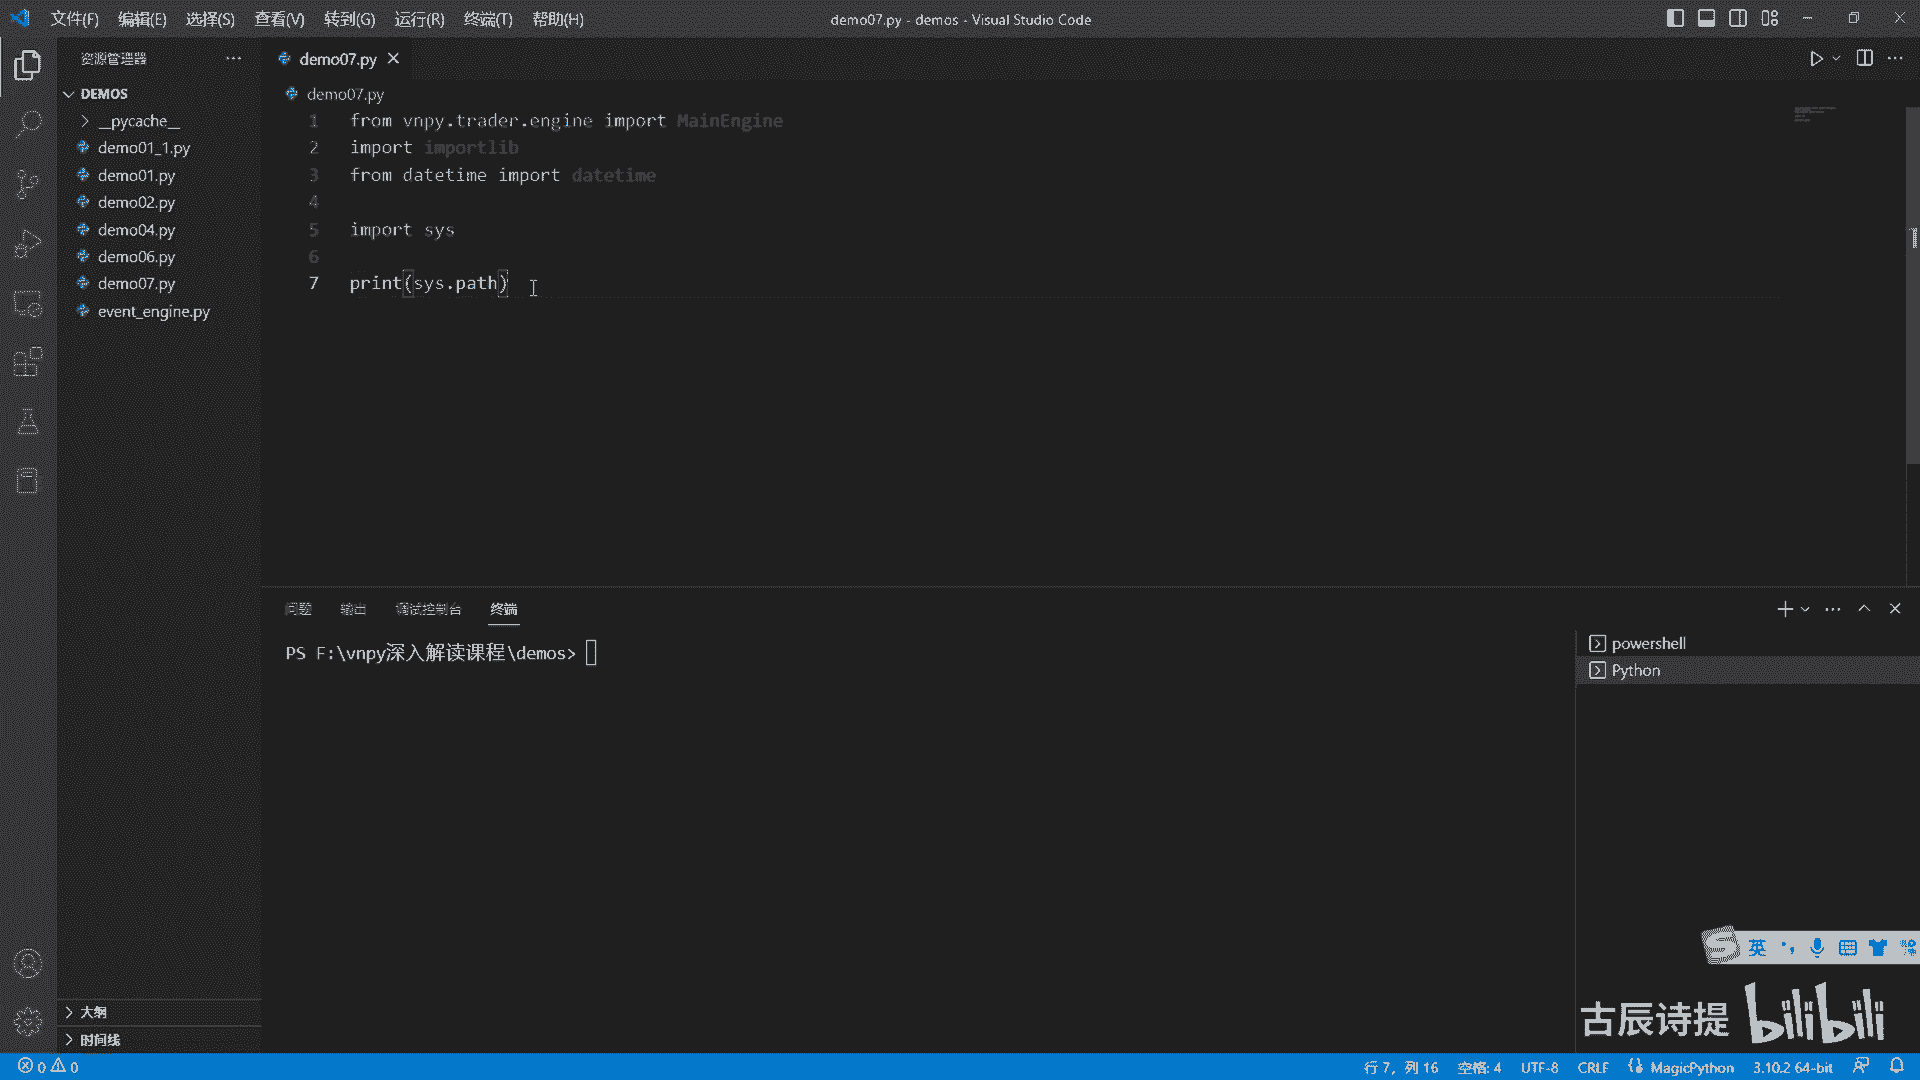 文件(F) 编辑(E) 选择(S) 查看(V) 转到(G) 运行(R) 终端(T) 帮助(H) demo07.py - demos - Visual Studio Code
资源管理器
DEMOS
__pycache__
demo01_1.py
demo01.py
demo02.py
demo04.py
demo06.py
demo07.py
event_engine.py
大纲
时间线
demo07.py
demo07.py
1 from vnpy.trader.engine import MainEngine
2 import importlib
3 from datetime import datetime
4
5 import sys
6
7 print(sys.path)
问题 输出 调试控制台 终端
PS F:\vnpy深入解读课程\demos>
powershell
Python
英
古辰诗提 bilibili
0 0 行 7，列 16 空格: 4 UTF-8 CRLF MagicPython 3.10.2 64-bit